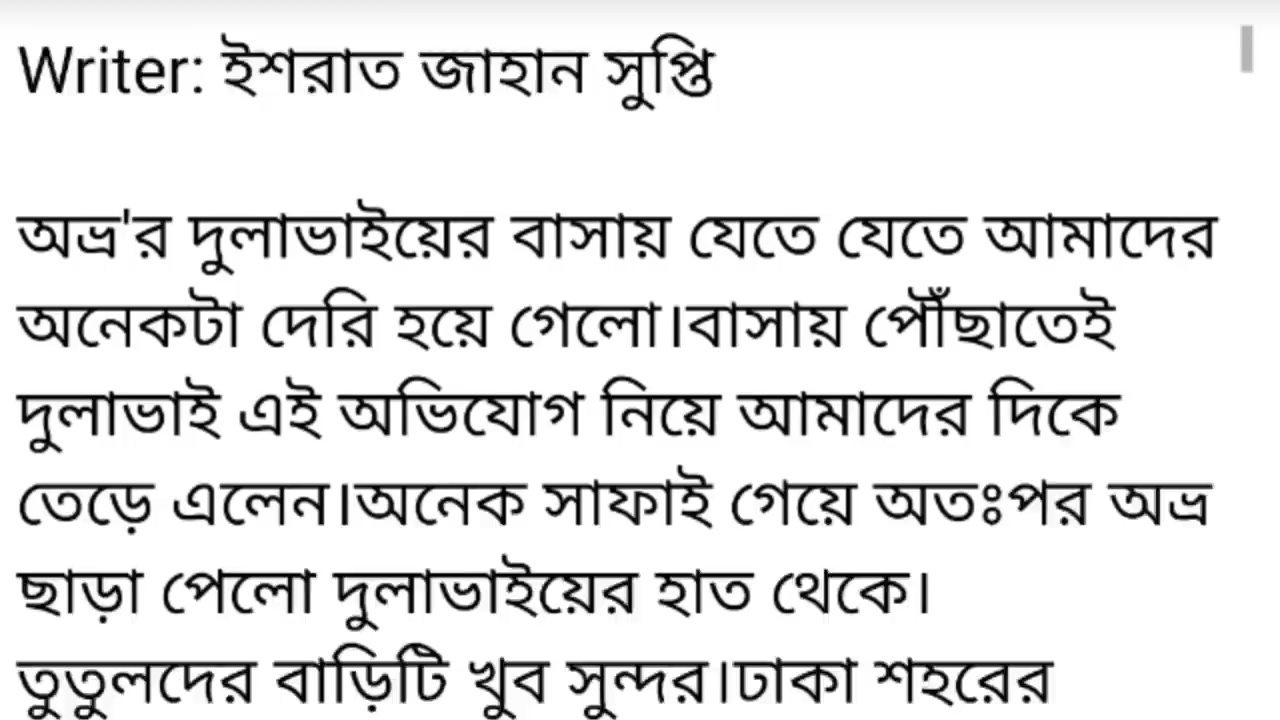 Writer: ইশরাত জাহান সুপ্তি
অভ্র'র দুলাভাইয়ের বাসায় যেতে যেতে আমাদের
অনেকটা দেরি হয়ে গেলো।বাসায় পৌঁছাতেই
দুলাভাই এই অভিযোগ নিয়ে আমাদের দিকে
তেড়ে এলেন।অনেক সাফাই গেয়ে অতঃপর অভ্র
ছাড়া পেলো দুলাভাইয়ের হাত থেকে।
তুতুলদের বাড়িটি খুব সুন্দর।ঢাকা শহরের